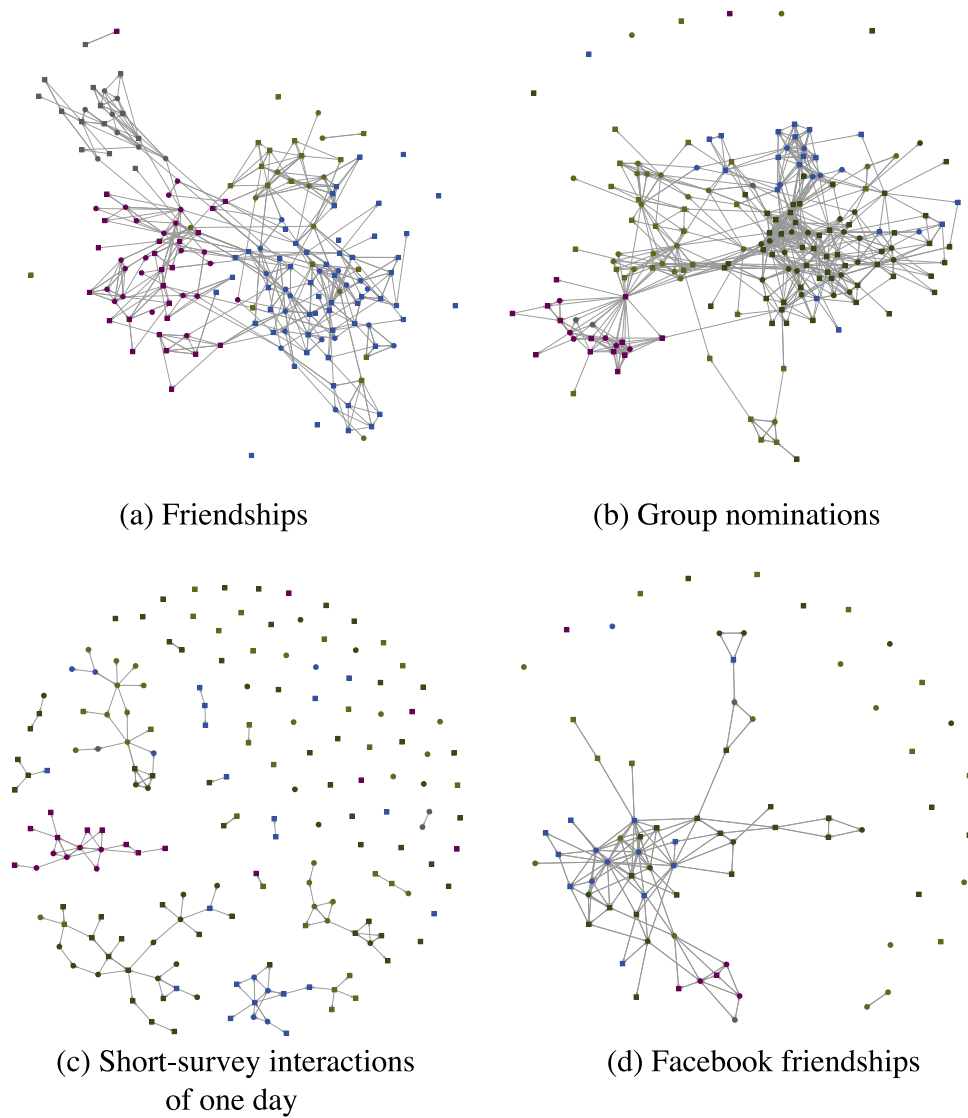 (a) Friendships
(b) Group nominations
(c) Short-survey interactions
of one day
(d) Facebook friendships